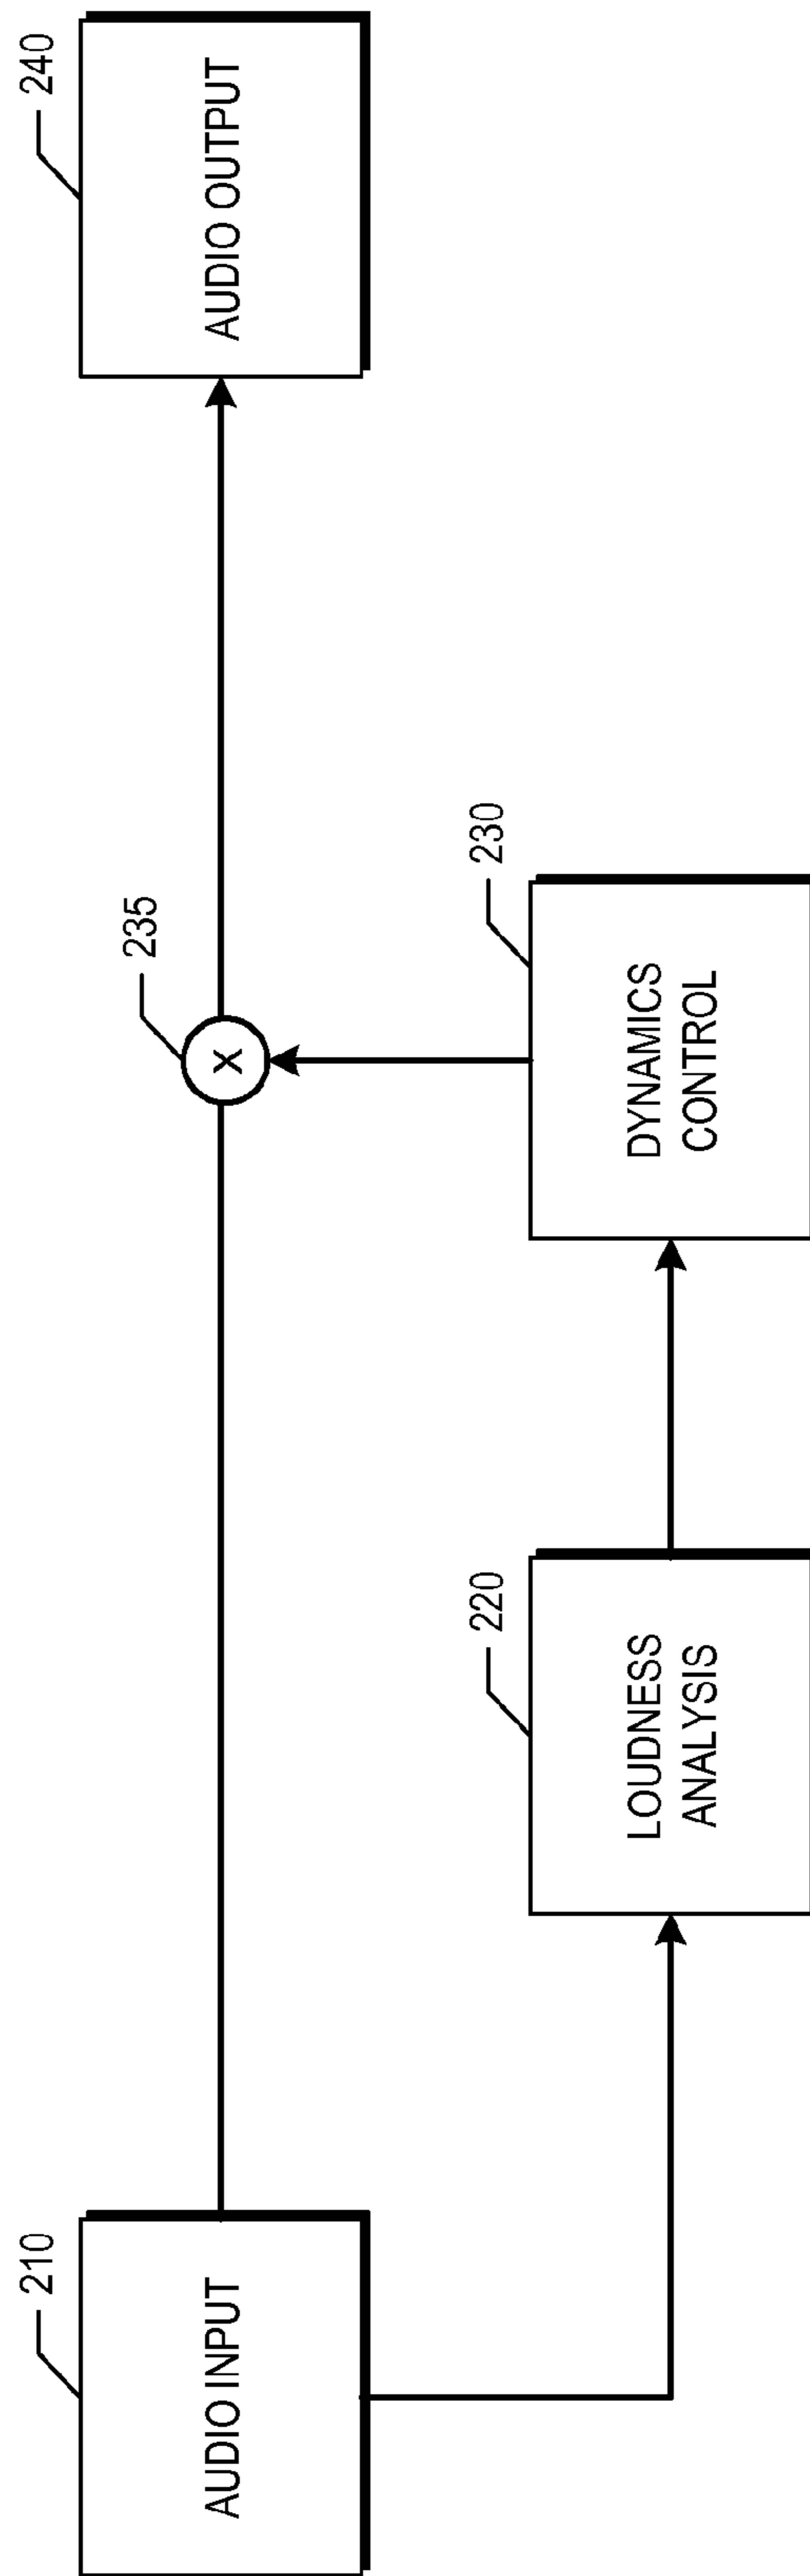 210
AUDIO INPUT
235
X
240
AUDIO OUTPUT
220
LOUDNESS
ANALYSIS
230
DYNAMICS
CONTROL